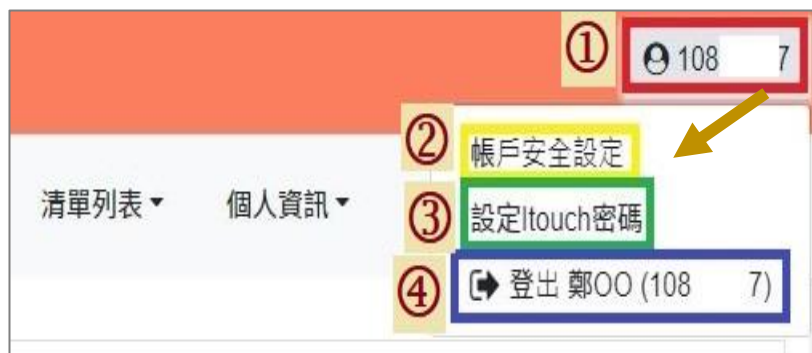 ① 108 7
② 帳戶安全設定
清單列表 個人資訊
③ 設定Itouch密碼
④ 登出 鄭OO (108 7)